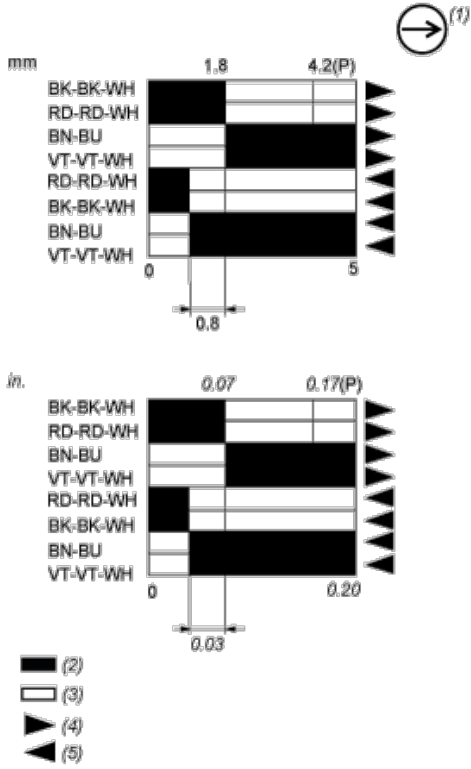 (1)
mm 1.8 4.2(P)
BK-BK-WH
RD-RD-WH
BN-BU
VT-VT-WH
RD-RD-WH
BK-BK-WH
BN-BU
VT-VT-WH
0 5
0.8
in. 0.07 0.17(P)
BK-BK-WH
RD-RD-WH
BN-BU
VT-VT-WH
RD-RD-WH
BK-BK-WH
BN-BU
VT-VT-WH
0 0.20
0.03
(2)
(3)
(4)
(5)